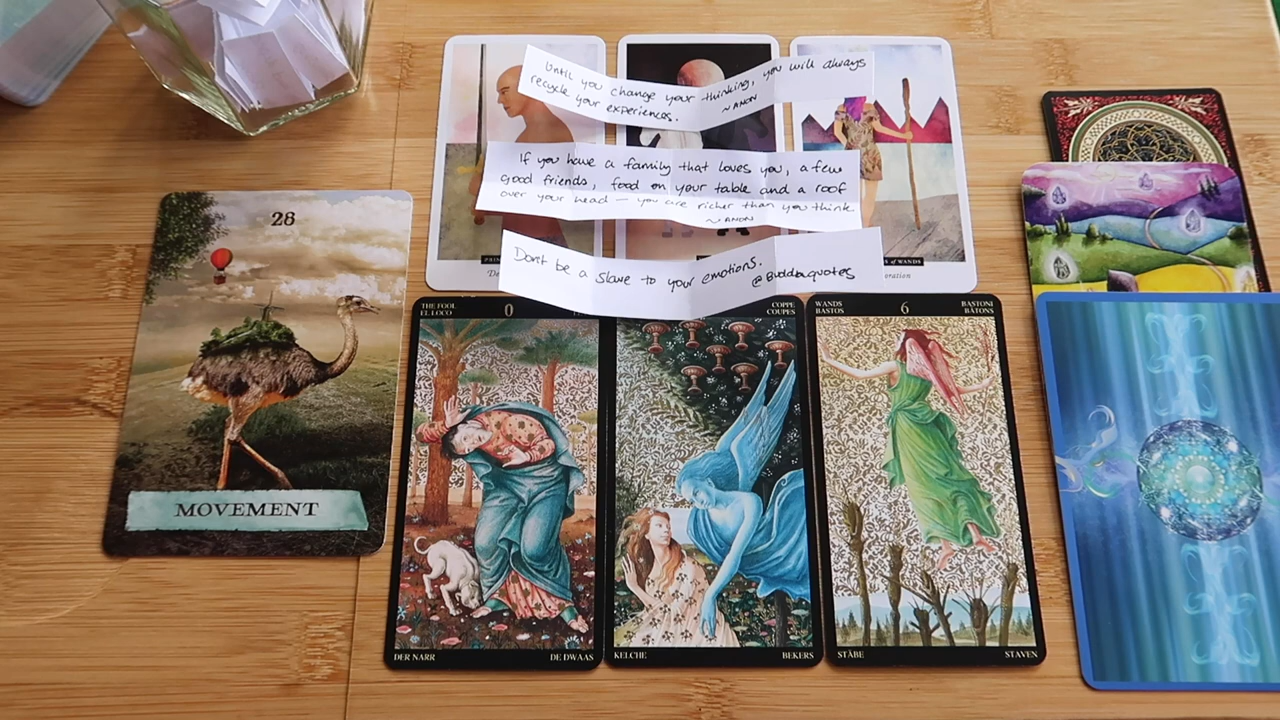 Until you change your thinking, you will always
recycle your experiences.
~ ANON
If you have a family that loves you, a few
good friends, food on your table and a roof
over your head — you are richer than you think
~ ANON
Dont be a slave to your emotions.
@Buddhaquotes
OF WANDS
28
MOVEMENT
THE FOOL
EL LOCO
0
DER NARR
DE DWAAS
COPPE
COUPES
KELCHE
BEKERS
WANDS
BASTOS
6
BASTONI
BÂTONS
STÄBE
STAVEN